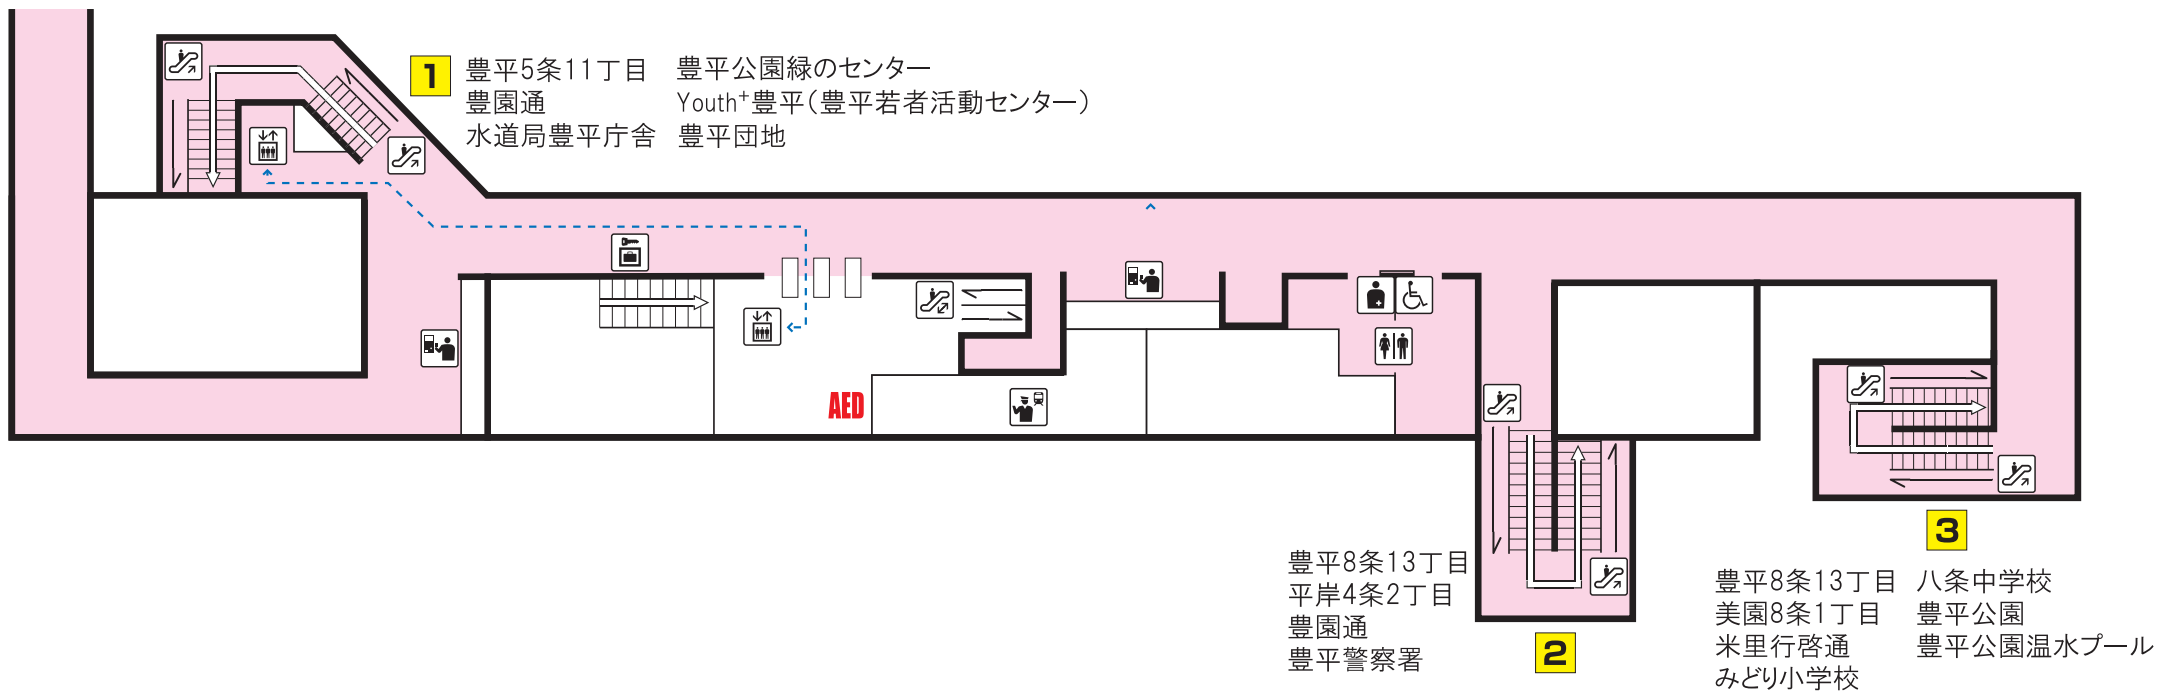 1
豊平5条11丁目　豊平公園緑のセンター
豊園通　Youth⁺豊平(豊平若者活動センター)
水道局豊平庁舎　豊平団地
AED
豊平8条13丁目
平岸4条2丁目
豊園通
豊平警察署
2
3
豊平8条13丁目　八条中学校
美園8条1丁目　豊平公園
米里行啓通　豊平公園温水プール
みどり小学校